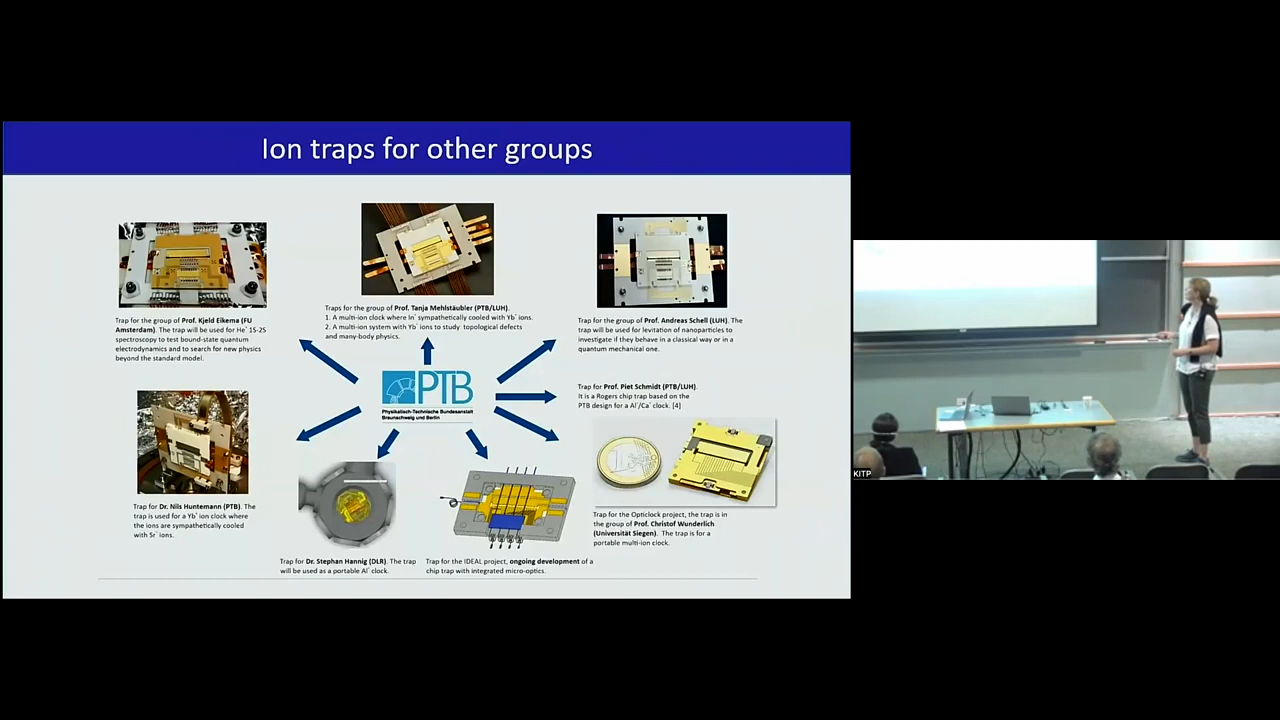 Ion traps for other groups
Trap for the group of Prof. Kjeld Eikema (FU
Amsterdam). The trap will be used for He⁺ 1S-2S
spectroscopy to test bound-state quantum
electrodynamics and to search for new physics
beyond the standard model.
Traps for the group of Prof. Tanja Mehlstäubler (PTB/LUH).
1. A multi-ion clock where In⁺ sympathetically cooled with Yb⁺ ions.
2. A multi-ion system with Yb⁺ ions to study topological defects
and many-body physics.
Trap for the group of Prof. Andreas Schell (LUH). The
trap will be used for levitation of nanoparticles to
investigate if they behave in a classical way or in a
quantum mechanical one.
PTB
Physikalisch-Technische Bundesanstalt
Braunschweig und Berlin
Trap for Prof. Piet Schmidt (PTB/LUH).
It is a Rogers chip trap based on the
PTB design for a Al⁺/Ca⁺ clock. [4]
Trap for Dr. Nils Huntemann (PTB). The
trap is used for a Yb⁺ ion clock where
the ions are sympathetically cooled
with Sr⁺ ions.
Trap for Dr. Stephan Hannig (DLR). The trap
will be used as a portable Al⁺ clock.
Trap for the IDEAL project, ongoing development of a
chip trap with integrated micro-optics.
1
Trap for the Opticlock project, the trap is in
the group of Prof. Christof Wunderlich
(Universität Siegen). The trap is for a
portable multi-ion clock.
KITP